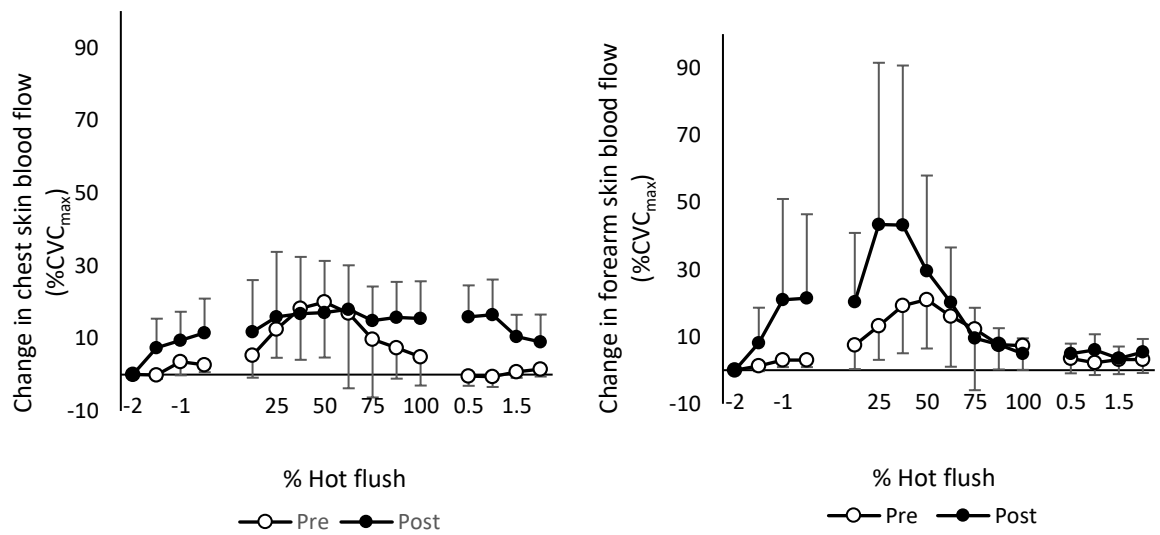 Change in chest skin blood flow
(%CVCmax)
90
70
50
30
10
-10
-2 -1 25 50 75 100 0.5 1.5
% Hot flush
Pre Post
Change in forearm skin blood flow
(%CVCmax)
90
70
50
30
10
-10
-2 -1 25 50 75 100 0.5 1.5
% Hot flush
Pre Post